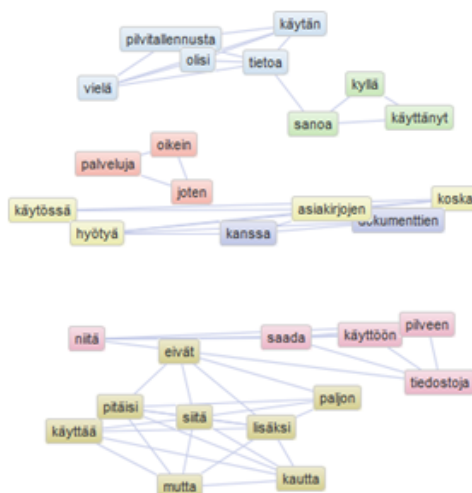 käytän
pilvitallennusta
olisi
tietoa
vielä
kyllä
käyttänyt
sanoa
oikein
palveluja
joten
koska
käytössä
asiakirjojen
dokumenttien
hyötyä
kanssa
pilveen
niitä
saada
käyttöön
eivät
tiedostoja
paljon
pitäisi
siitä
käyttää
lisäksi
mutta
kautta